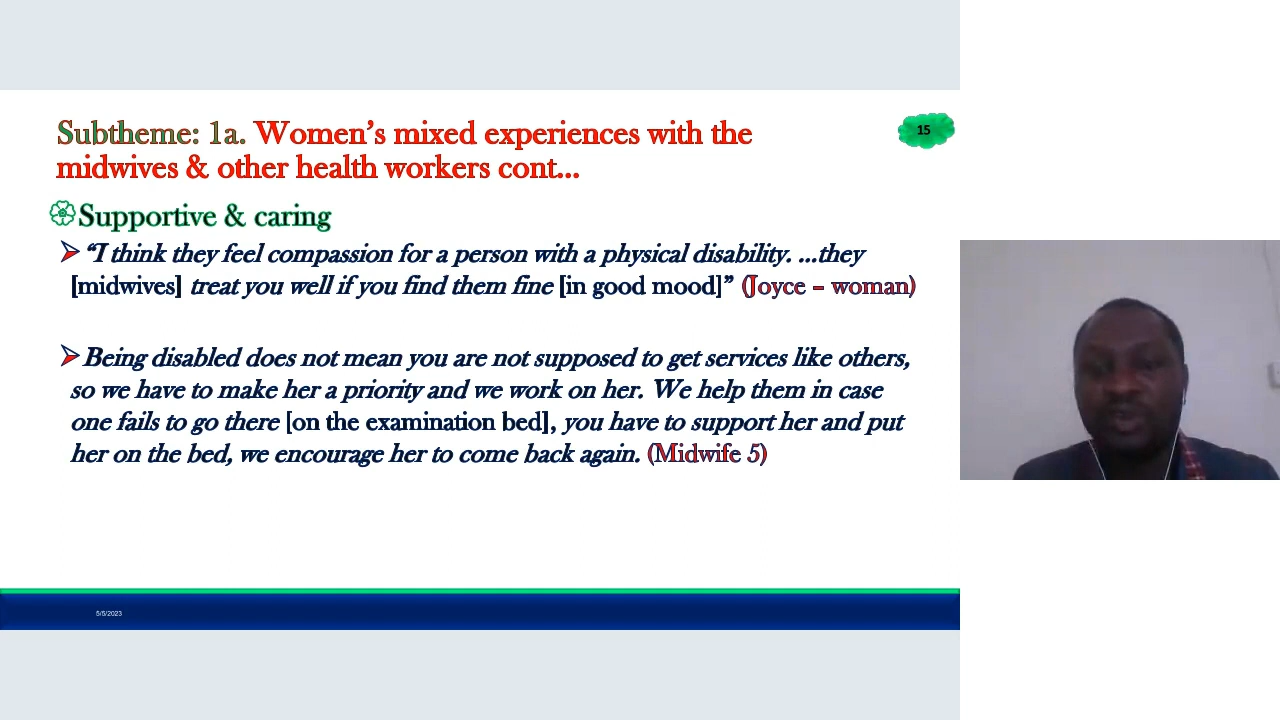 Subtheme: 1a. Women’s mixed experiences with the
midwives & other health workers cont...
15
Supportive & caring
“I think they feel compassion for a person with a physical disability. ...they
[midwives] treat you well if you find them fine [in good mood]” (Joyce – woman)
Being disabled does not mean you are not supposed to get services like others,
so we have to make her a priority and we work on her. We help them in case
one fails to go there [on the examination bed], you have to support her and put
her on the bed, we encourage her to come back again. (Midwife 5)
5/5/2023